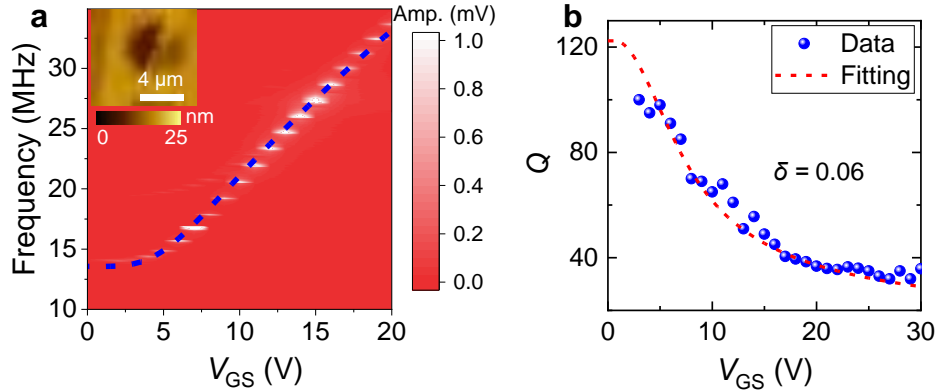 a
Amp. (mV)
Frequency (MHz)
30
25
20
15
10
4 μm
nm
0
25
1.0
0.8
0.6
0.4
0.2
0.0
0
5
10
15
20
V_GS (V)
b
Q
120
80
40
Data
Fitting
δ = 0.06
0
10
20
30
V_GS (V)